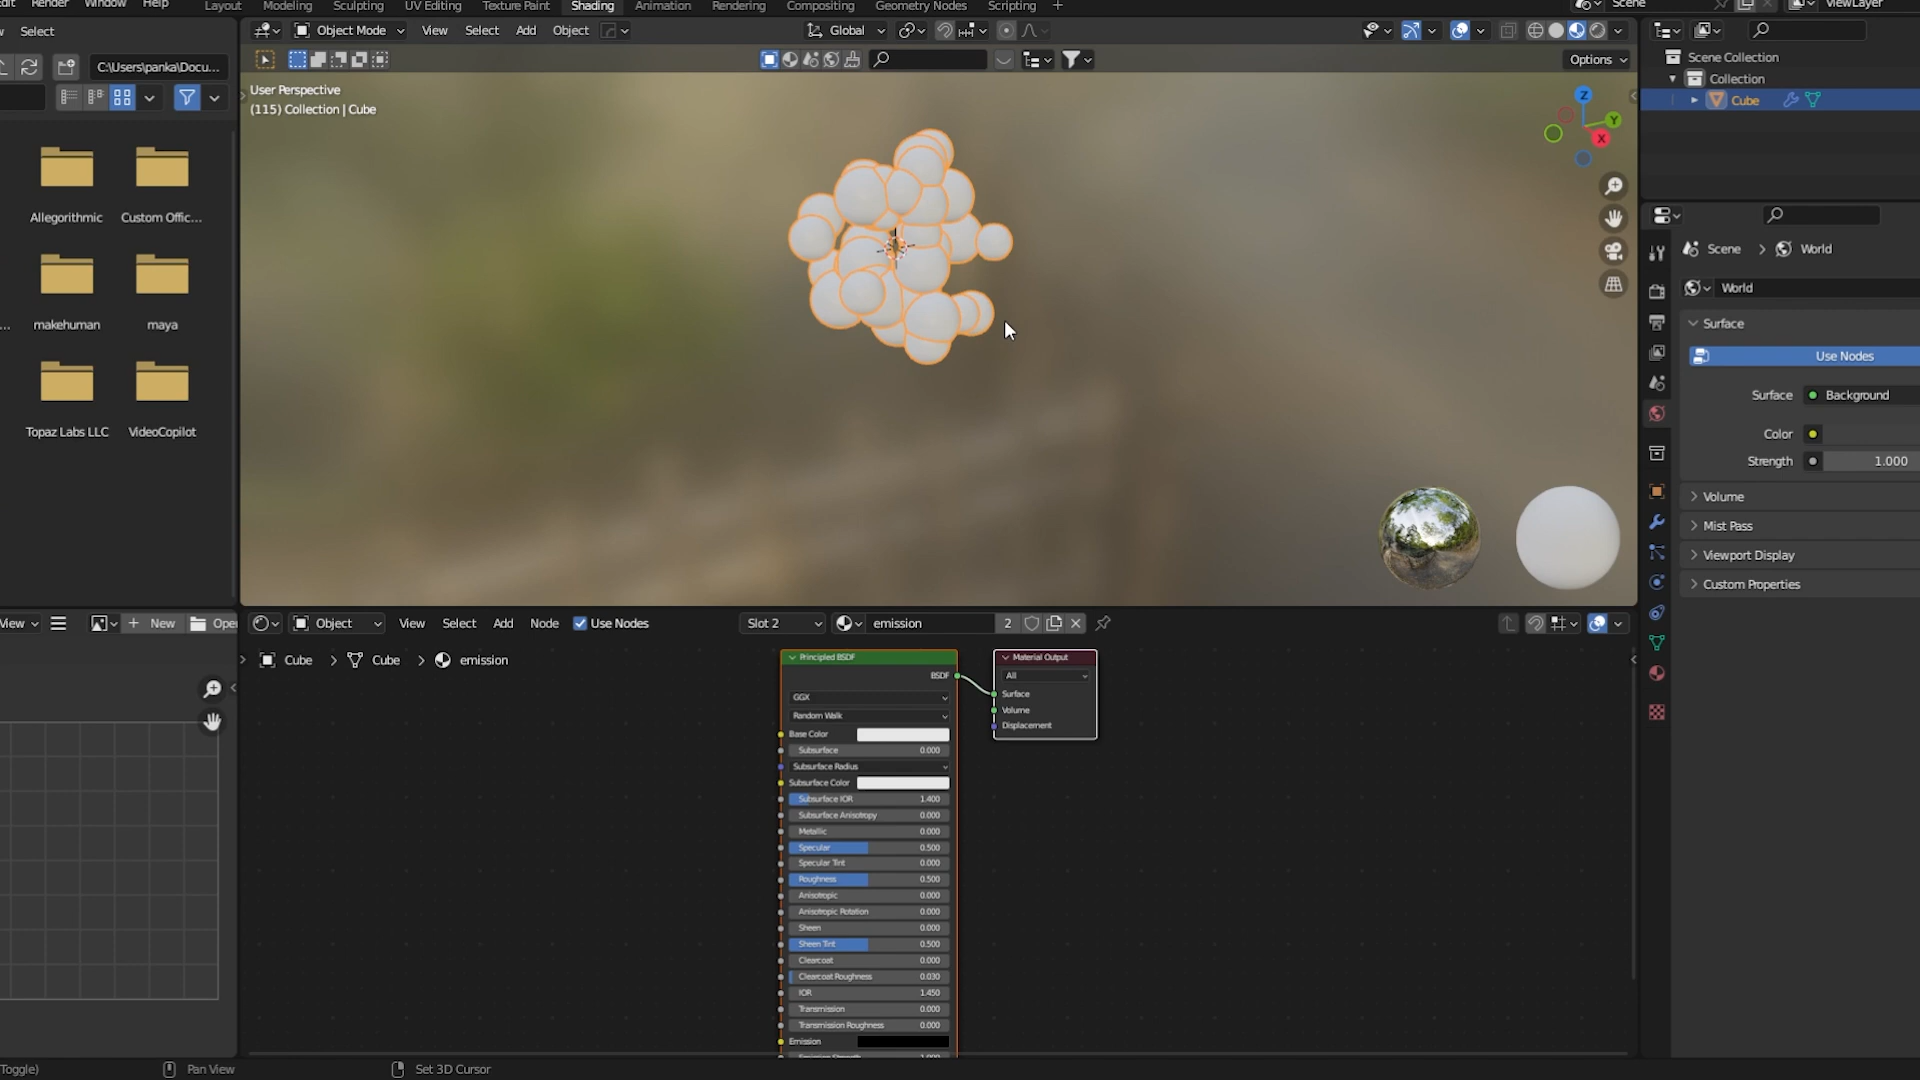 Edit Render Window Help
Layout Modeling Sculpting UV Editing Texture Paint Shading Animation Rendering Compositing Geometry Nodes Scripting +
Scene ViewLayer
Select
Object Mode View Select Add Object
Global
C:\Users\panka\Docu...
Options
User Perspective
(115) Collection | Cube
Z
Y
X
Scene Collection
Collection
Cube
Allegorithmic Custom Offic...
... makehuman maya
Topaz Labs LLC VideoCopilot
Scene > World
World
Surface
Use Nodes
Surface Background
Color
Strength 1.000
Volume
Mist Pass
Viewport Display
Custom Properties
View New Open
Object View Select Add Node Use Nodes
Slot 2 emission 2
Cube > Cube > emission
Principled BSDF
BSDF
GGX
Random Walk
Base Color
Subsurface 0.000
Subsurface Radius
Subsurface Color
Subsurface IOR 1.400
Subsurface Anisotropy 0.000
Metallic 0.000
Specular 0.500
Specular Tint 0.000
Roughness 0.500
Anisotropic 0.000
Anisotropic Rotation 0.000
Sheen 0.000
Sheen Tint 0.500
Clearcoat 0.000
Clearcoat Roughness 0.030
IOR 1.450
Transmission 0.000
Transmission Roughness 0.000
Emission
Material Output
All
Surface
Volume
Displacement
Toggle) Pan View Set 3D Cursor